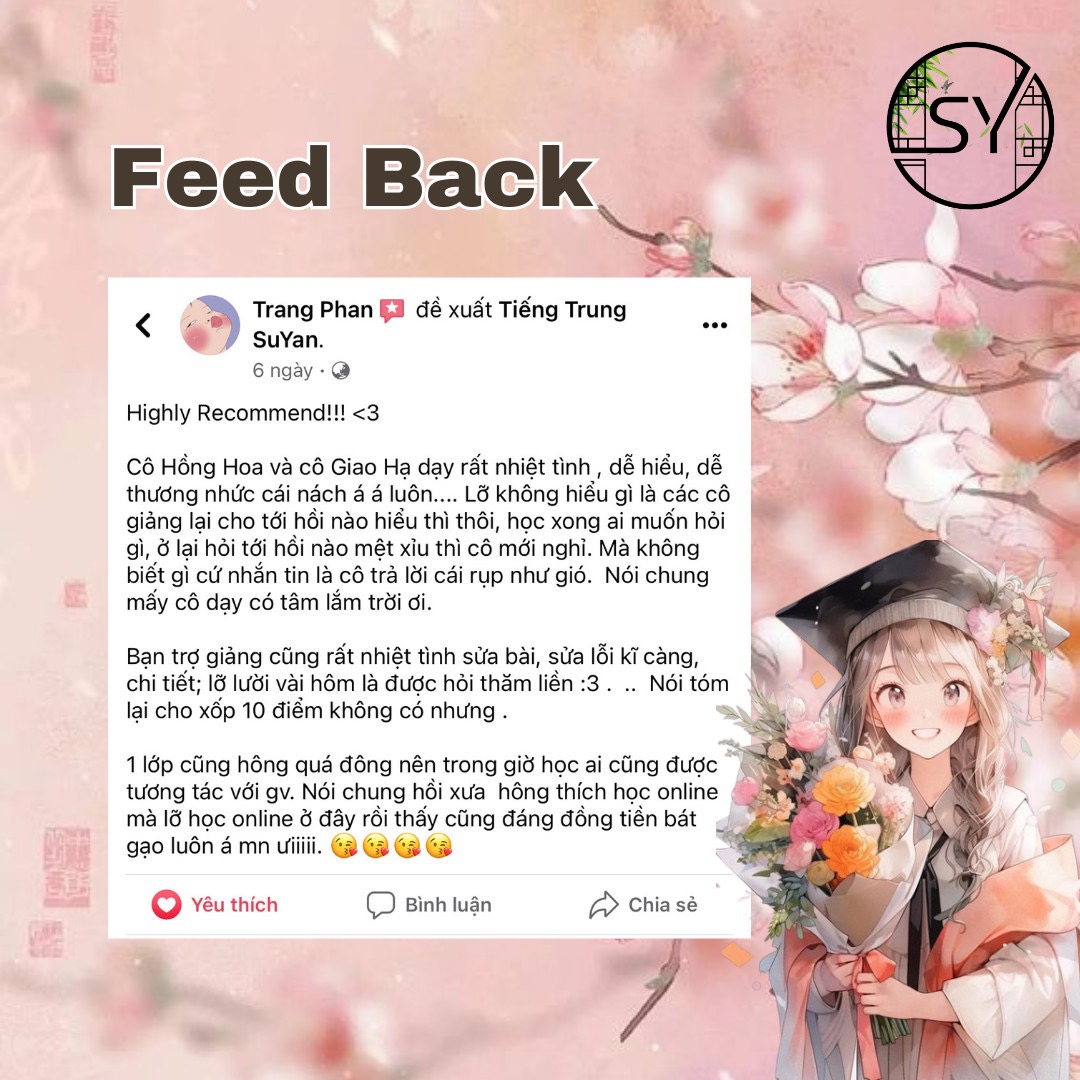 SY
Feed Back
Trang Phan đề xuất Tiếng Trung
SuYan.
6 ngày ·
Highly Recommend!!! <3
Cô Hồng Hoa và cô Giao Hạ dạy rất nhiệt tình , dễ hiểu, dễ
thương nhức cái nách á á luôn.... Lỡ không hiểu gì là các cô
giảng lại cho tới hồi nào hiểu thì thôi, học xong ai muốn hỏi
gì, ở lại hỏi tới hồi nào mệt xỉu thì cô mới nghỉ. Mà không
biết gì cứ nhắn tin là cô trả lời cái rụp như gió.  Nói chung
mấy cô dạy có tâm lắm trời ơi.
Bạn trợ giảng cũng rất nhiệt tình sửa bài, sửa lỗi kĩ càng,
chi tiết; lỡ lười vài hôm là được hỏi thăm liền :3 .  ..  Nói tóm
lại cho xốp 10 điểm không có nhưng .
1 lớp cũng hông quá đông nên trong giờ học ai cũng được
tương tác với gv. Nói chung hồi xưa  hông thích học online
mà lỡ học online ở đây rồi thấy cũng đáng đồng tiền bát
gạo luôn á mn ưiiiii. 😘😘😘😘
Yêu thích
Bình luận
Chia sẻ